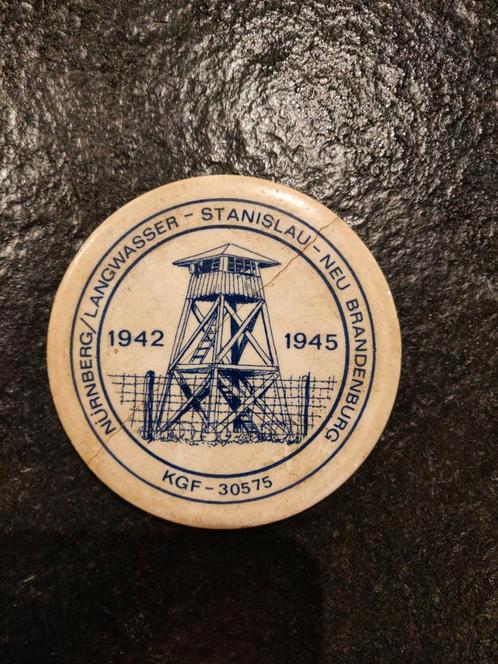 NÜRNBERG/LANGWASSER - STANISLAU - NEU BRANDENBURG
1942 1945
KGF - 30575